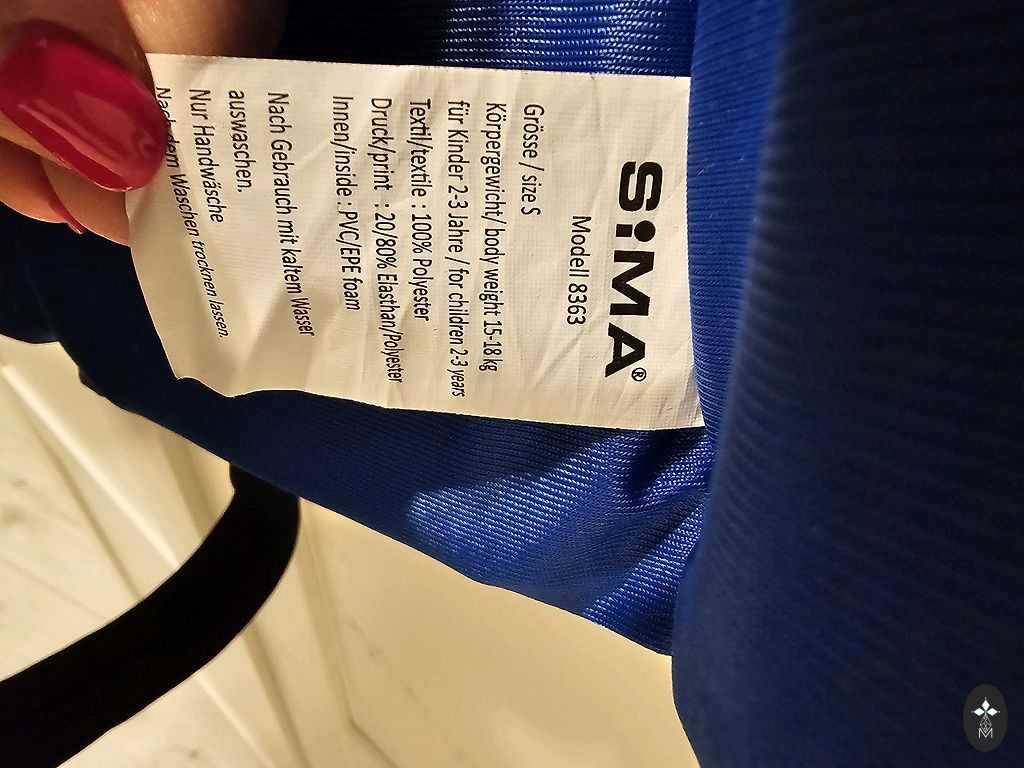 SiMA®
Modell 8363
Grösse / size S
Körpergewicht/ body weight 15-18 kg
für Kinder 2-3 Jahre / for children 2-3 years
Textil/textile : 100% Polyester
Druck/print : 20/80% Elasthan/Polyester
Innen/inside : PVC/EPE foam
Nach Gebrauch mit kaltem Wasser
auswaschen.
Nur Handwäsche
Nach dem Waschen trocknen lassen.
M